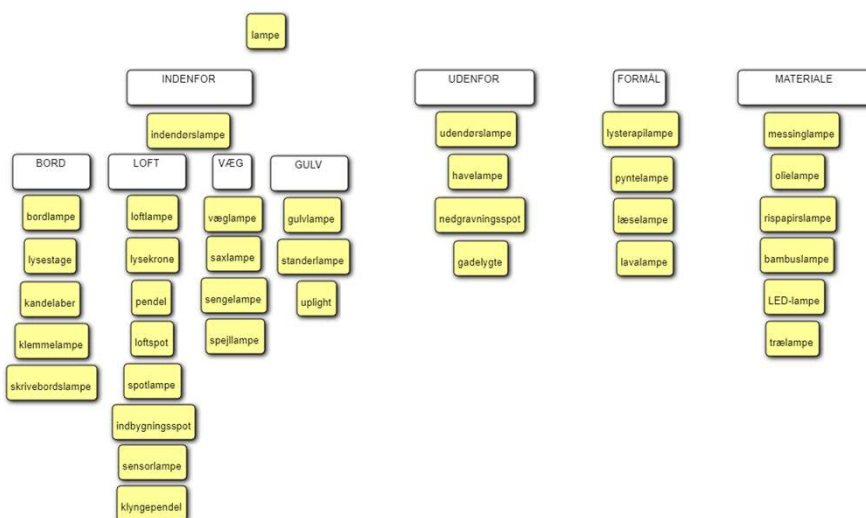 lampe
INDENFOR
UDENFOR
FORMÅL
MATERIALE
indendørslampe
udendørslampe
lysterapilampe
messinglampe
BORD
LOFT
VÆG
GULV
havelampe
pyntelampe
olielampe
bordlampe
loftlampe
væglampe
gulvlampe
nedgravningsspot
læselampe
rispapirslampe
lysestage
lysekrone
saxlampe
standerlampe
gadelygte
lavalampe
bambuslampe
kandelaber
pendel
sengelampe
uplight
LED-lampe
klemmelampe
loftspot
spejllampe
trælampe
skrivebordslampe
spotlampe
indbygningsspot
sensorlampe
klyngependel